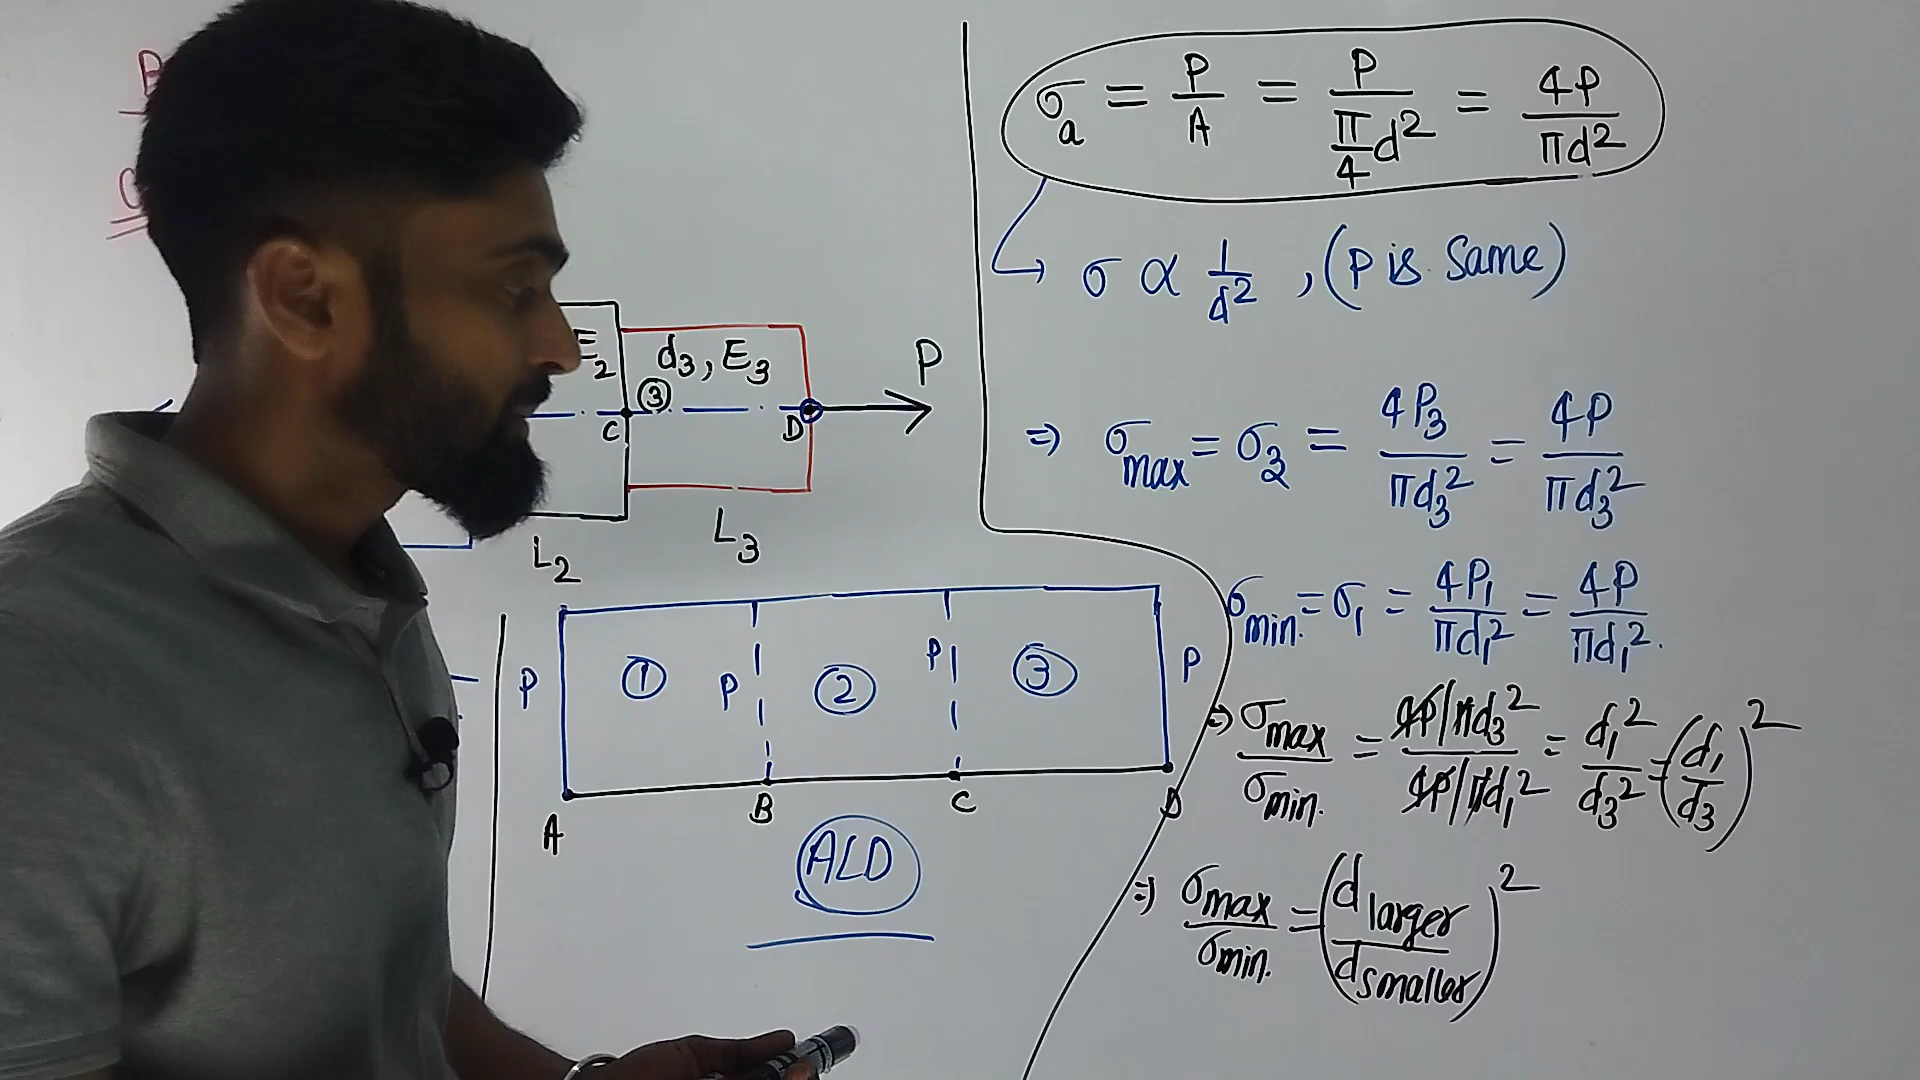 E₂
d₃, E₃
③
C
D
P
L₂
L₃
P ① P ② P ③ P
A B C D
ALD
σₐ = P/A = P/(π/4 d²) = 4P/πd²
→ σ ∝ 1/d² , (P is same)
⇒ σmax = σ₃ = 4P₃/πd₃² = 4P/πd₃²
σmin. = σ₁ = 4P₁/πd₁² = 4P/πd₁².
⇒ σmax/σmin. = (4P/πd₃²)/(4P/πd₁²) = d₁²/d₃² = (d₁/d₃)²
⇒ σmax/σmin. = (d larger/d smaller)²